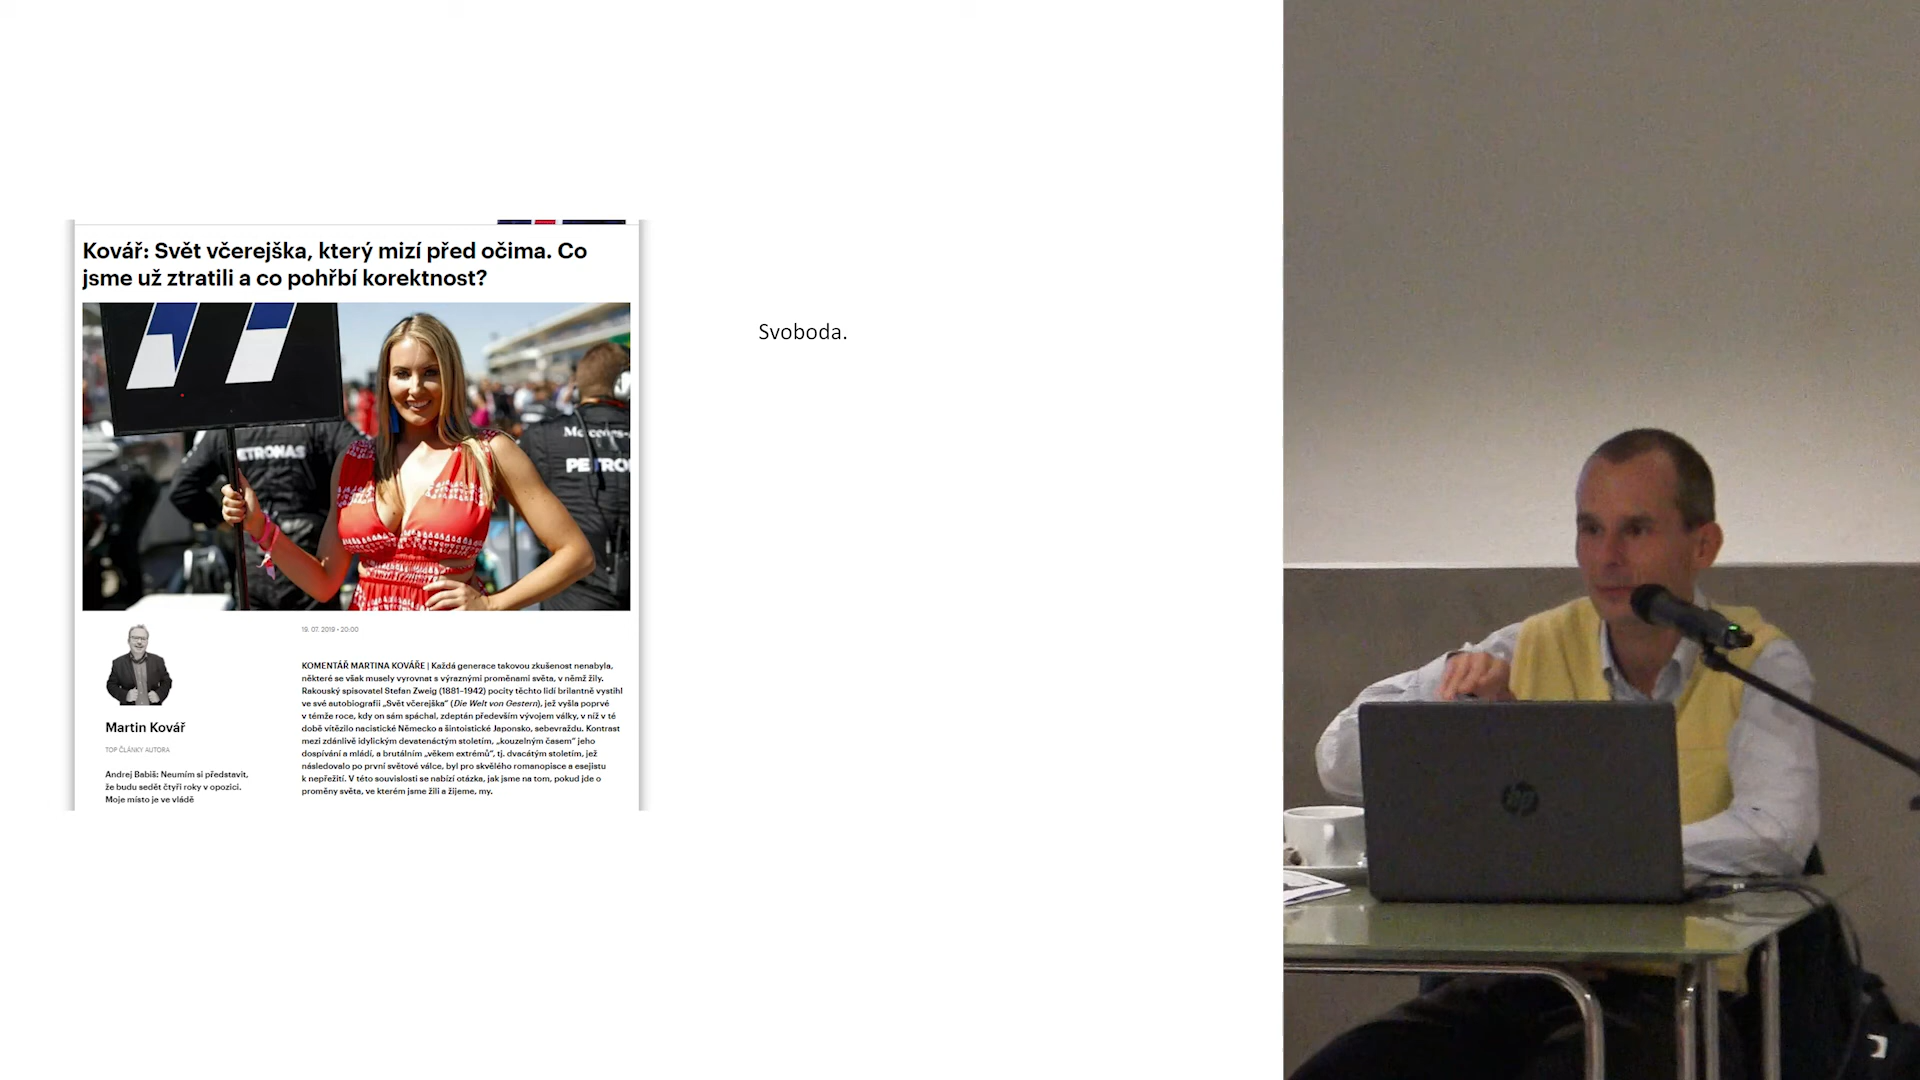 Kovář: Svět včerejška, který mizí před očima. Co
jsme už ztratili a co pohřbí korektnost?
ETRONAS
Mercedes-
PETRO
19. 07. 2019 • 20:00
KOMENTÁŘ MARTINA KOVÁŘE | Každá generace takovou zkušenost nenabyla,
některé se však musely vyrovnat s výraznými proměnami světa, v němž žily.
Rakouský spisovatel Stefan Zweig (1881–1942) pocity těchto lidí brilantně vystihl
ve své autobiografii „Svět včerejška“ (Die Welt von Gestern), jež vyšla poprvé
v témže roce, kdy on sám spáchal, zdeptán především vývojem války, v níž v té
době vítězilo nacistické Německo a šintoistické Japonsko, sebevraždu. Kontrast
mezi zdánlivě idylickým devatenáctým stoletím, „kouzelným časem“ jeho
dospívání a mládí, a brutálním „věkem extrémů“, tj. dvacátým stoletím, jež
následovalo po první světové válce, byl pro skvělého romanopisce a esejistu
k nepřežití. V této souvislosti se nabízí otázka, jak jsme na tom, pokud jde o
proměny světa, ve kterém jsme žili a žijeme, my.
Martin Kovář
TOP ČLÁNKY AUTORA
Andrej Babiš: Neumím si představit,
že budu sedět čtyři roky v opozici.
Moje místo je ve vládě
Svoboda.
hp